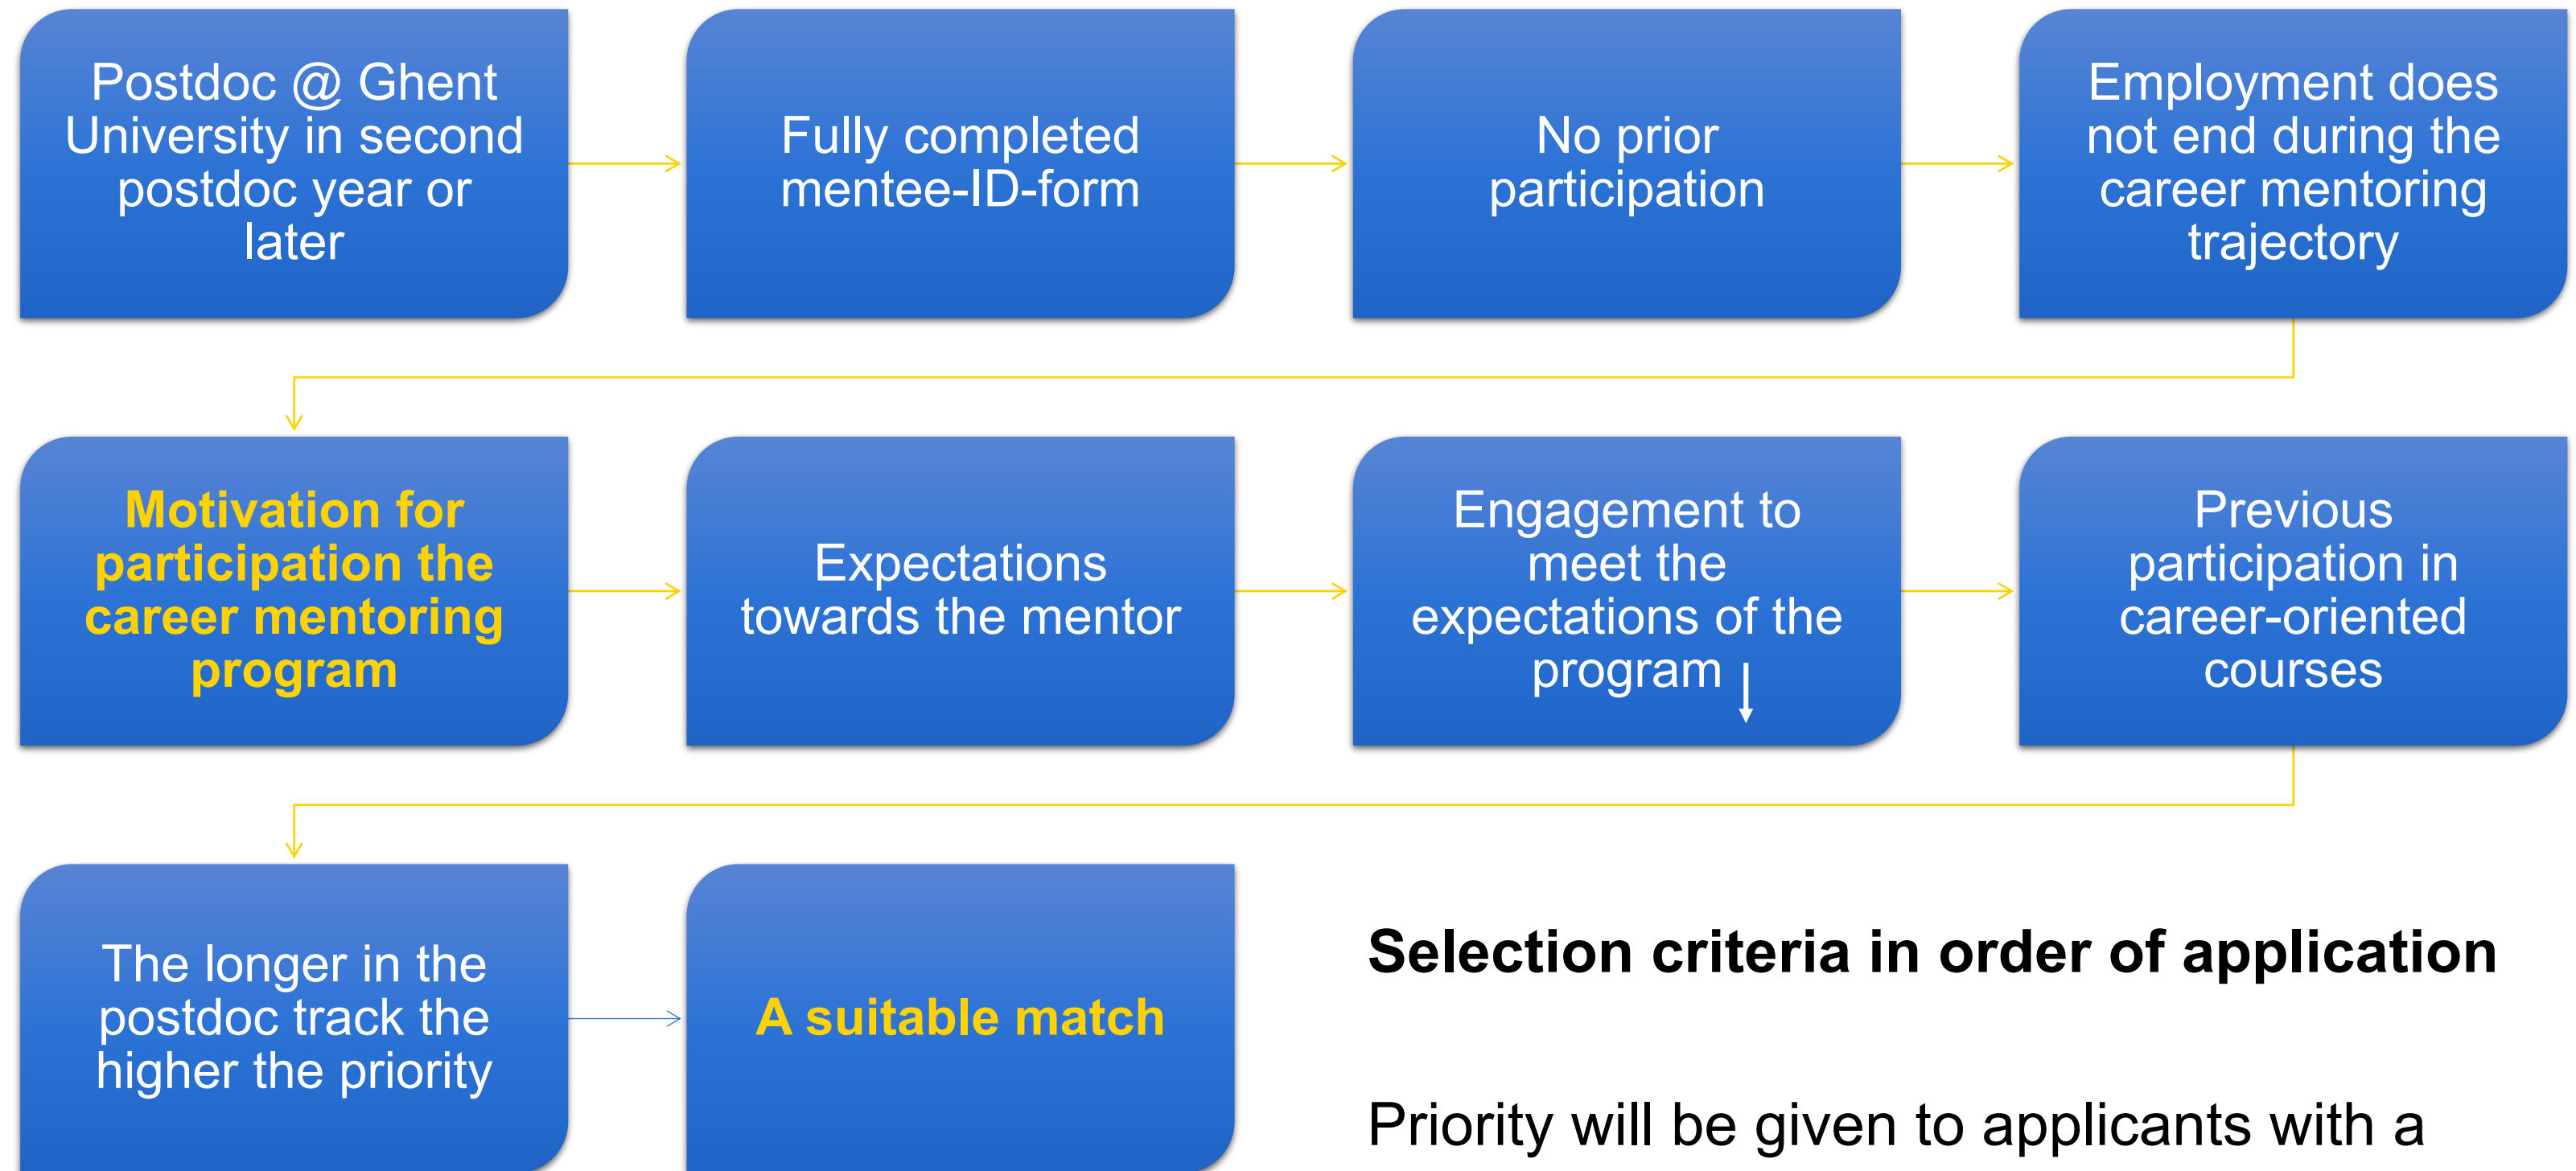 Postdoc @ Ghent
University in second
postdoc year or
later
Fully completed
mentee-ID-form
No prior
participation
Employment does
not end during the
career mentoring
trajectory
Motivation for
participation the
career mentoring
program
Expectations
towards the mentor
Engagement to
meet the
expectations of the
program
Previous
participation in
career-oriented
courses
The longer in the
postdoc track the
higher the priority
A suitable match
Selection criteria in order of application
Priority will be given to applicants with a